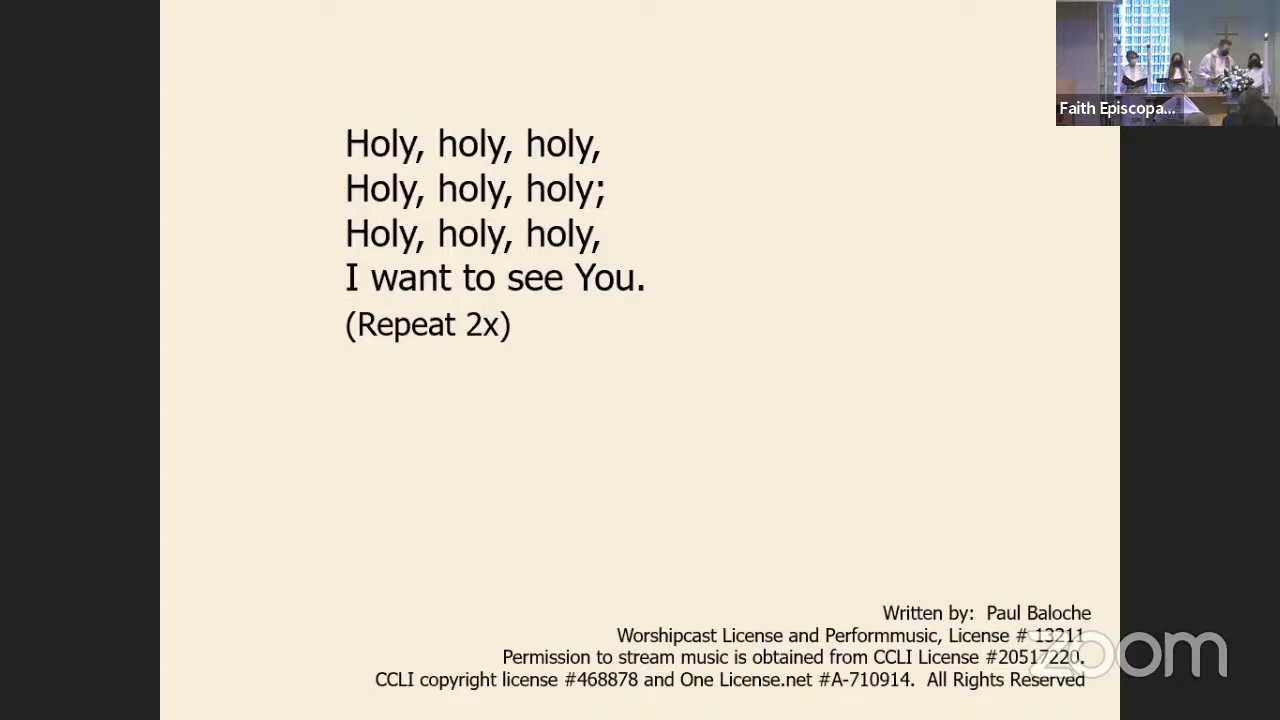 Faith Episcopa...
Holy, holy, holy,
Holy, holy, holy;
Holy, holy, holy,
I want to see You.
(Repeat 2x)
Written by: Paul Baloche
Worshipcast License and Performmusic, License # 13211
Permission to stream music is obtained from CCLI License #20517220.
CCLI copyright license #468878 and One License.net #A-710914. All Rights Reserved
zoom